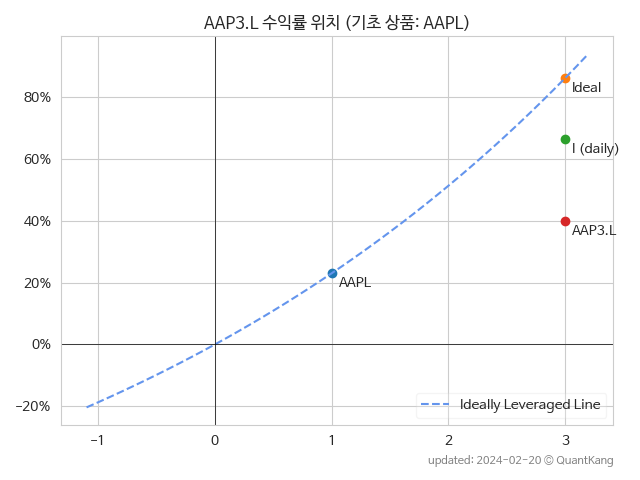 AAP3.L 수익률 위치 (기초 상품: AAPL)
80%
60%
40%
20%
0%
−20%
Ideal
I (daily)
AAP3.L
AAPL
Ideally Leveraged Line
−1 0 1 2 3
updated: 2024-02-20 © QuantKang